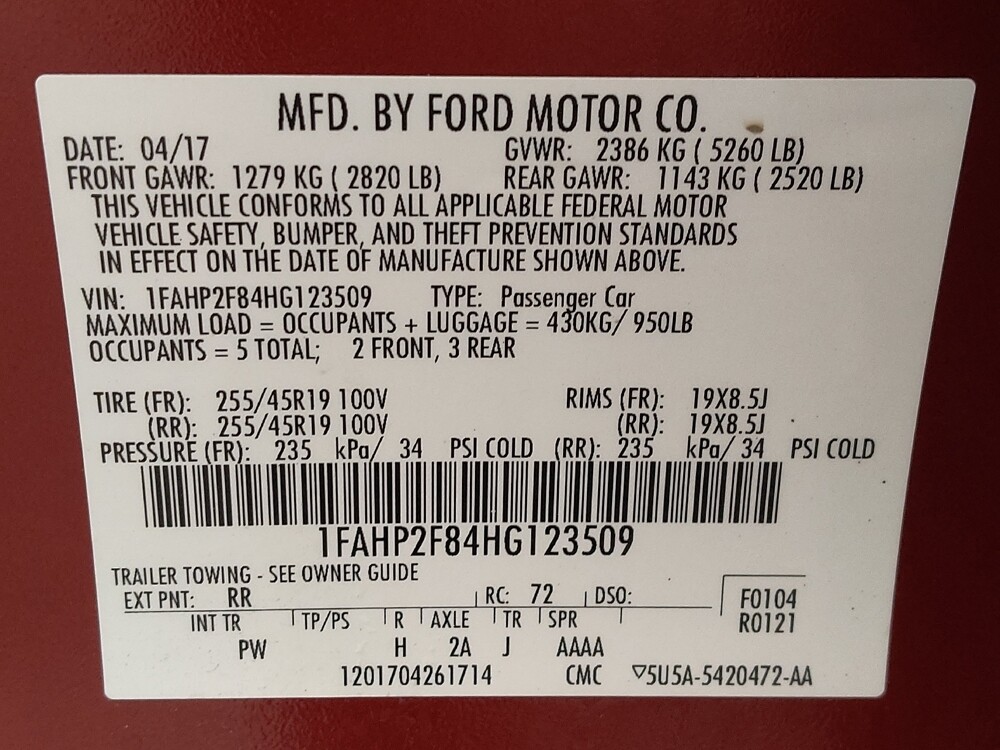 MFD. BY FORD MOTOR CO.
DATE: 04/17 GVWR: 2386 KG ( 5260 LB)
FRONT GAWR: 1279 KG ( 2820 LB) REAR GAWR: 1143 KG ( 2520 LB)
THIS VEHICLE CONFORMS TO ALL APPLICABLE FEDERAL MOTOR
VEHICLE SAFETY, BUMPER, AND THEFT PREVENTION STANDARDS
IN EFFECT ON THE DATE OF MANUFACTURE SHOWN ABOVE.
VIN: 1FAHP2F84HG123509 TYPE: Passenger Car
MAXIMUM LOAD = OCCUPANTS + LUGGAGE = 430KG/ 950LB
OCCUPANTS = 5 TOTAL; 2 FRONT, 3 REAR
TIRE (FR): 255/45R19 100V RIMS (FR): 19X8.5J
(RR): 255/45R19 100V (RR): 19X8.5J
PRESSURE (FR): 235 kPa/ 34 PSI COLD (RR): 235 kPa/ 34 PSI COLD
1FAHP2F84HG123509
TRAILER TOWING - SEE OWNER GUIDE
EXT PNT: RR RC: 72 DSO: F0104
INT TR TP/PS R AXLE TR SPR R0121
PW H 2A J AAAA
1201704261714 CMC ▽5U5A-5420472-AA